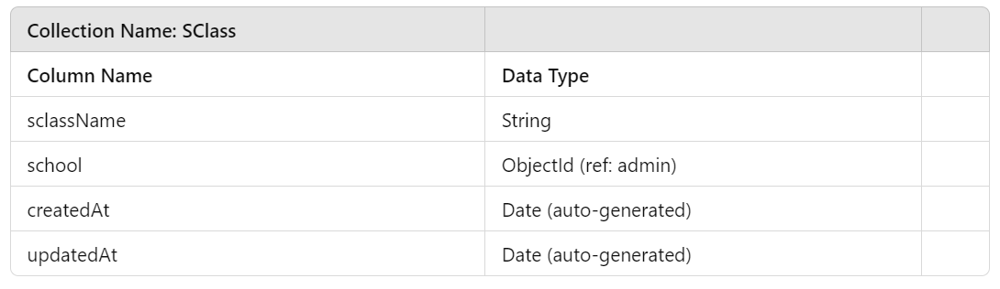 Collection Name: SClass
Column Name Data Type
sclassName String
school ObjectId (ref: admin)
createdAt Date (auto-generated)
updatedAt Date (auto-generated)